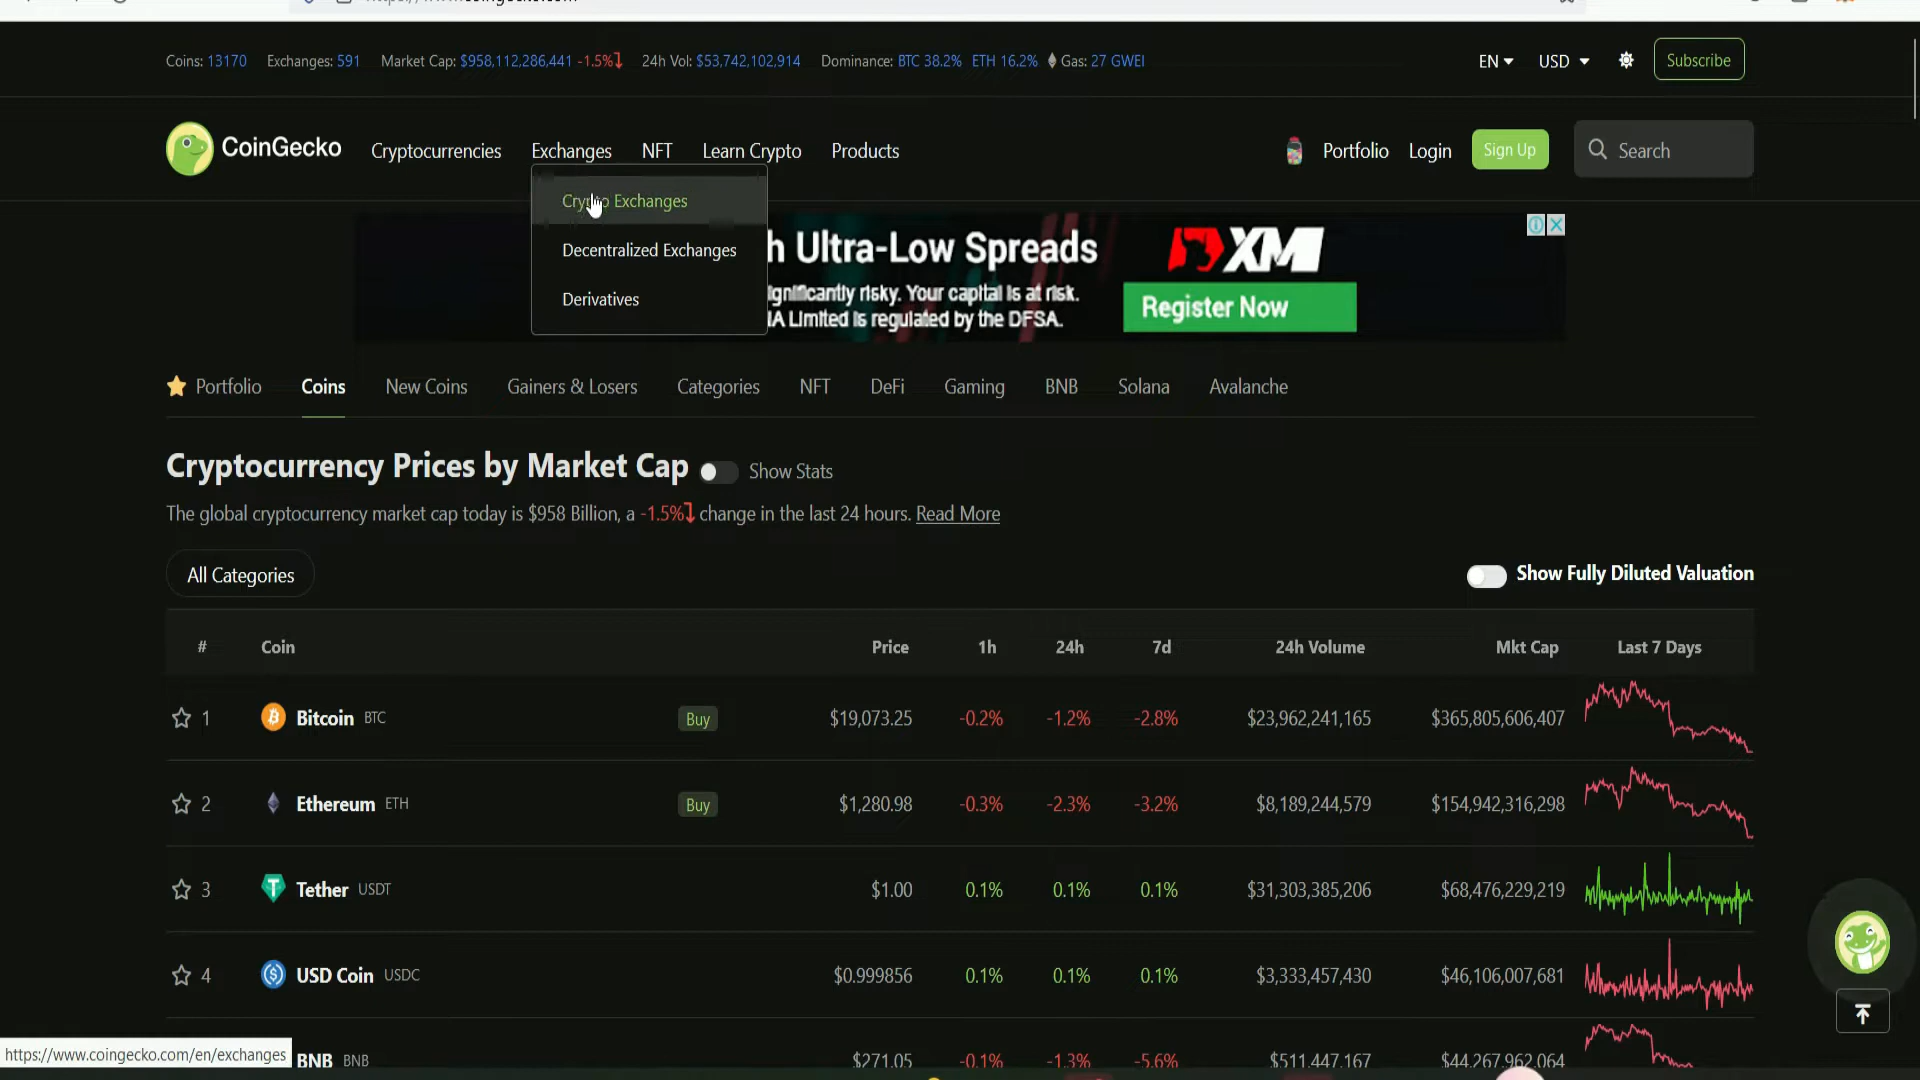 Coins: 13170 Exchanges: 591 Market Cap: $958,112,286,441 -1.5% 24h Vol: $53,742,102,914 Dominance: BTC 38.2% ETH 16.2% Gas: 27 GWEI EN USD Subscribe
CoinGecko Cryptocurrencies Exchanges NFT Learn Crypto Products Portfolio Login Sign Up Search
Crypto Exchanges
Decentralized Exchanges
Derivatives
h Ultra-Low Spreads
ignificantly risky. Your capital is at risk.
A Limited is regulated by the DFSA.
XM
Register Now
Portfolio Coins New Coins Gainers & Losers Categories NFT DeFi Gaming BNB Solana Avalanche
Cryptocurrency Prices by Market Cap Show Stats
The global cryptocurrency market cap today is $958 Billion, a -1.5% change in the last 24 hours. Read More
All Categories Show Fully Diluted Valuation
# Coin Price 1h 24h 7d 24h Volume Mkt Cap Last 7 Days
1 Bitcoin BTC Buy $19,073.25 -0.2% -1.2% -2.8% $23,962,241,165 $365,805,606,407
2 Ethereum ETH Buy $1,280.98 -0.3% -2.3% -3.2% $8,189,244,579 $154,942,316,298
3 Tether USDT $1.00 0.1% 0.1% 0.1% $31,303,385,206 $68,476,229,219
4 USD Coin USDC $0.999856 0.1% 0.1% 0.1% $3,333,457,430 $46,106,007,681
BNB BNB $271.05 -0.1% -1.3% -5.6% $511,447,167 $44,267,962,064
https://www.coingecko.com/en/exchanges